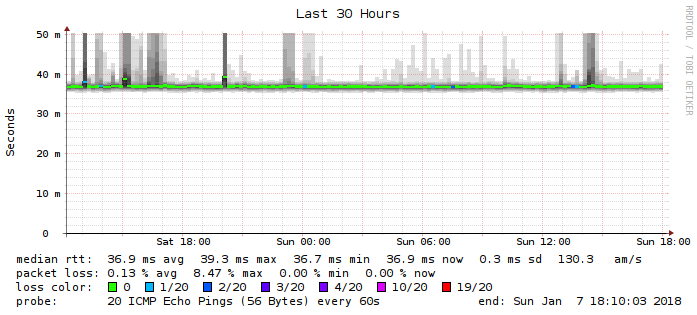 Last 30 Hours
RRDTOOL / TOBI OETIKER
Seconds
50 m
40 m
30 m
20 m
10 m
0
Sat 18:00 Sun 00:00 Sun 06:00 Sun 12:00 Sun 18:00
median rtt: 36.9 ms avg 39.3 ms max 36.7 ms min 36.9 ms now 0.3 ms sd 130.3 am/s
packet loss: 0.13 % avg 8.47 % max 0.00 % min 0.00 % now
loss color: 0 1/20 2/20 3/20 4/20 10/20 19/20
probe: 20 ICMP Echo Pings (56 Bytes) every 60s end: Sun Jan 7 18:10:03 2018